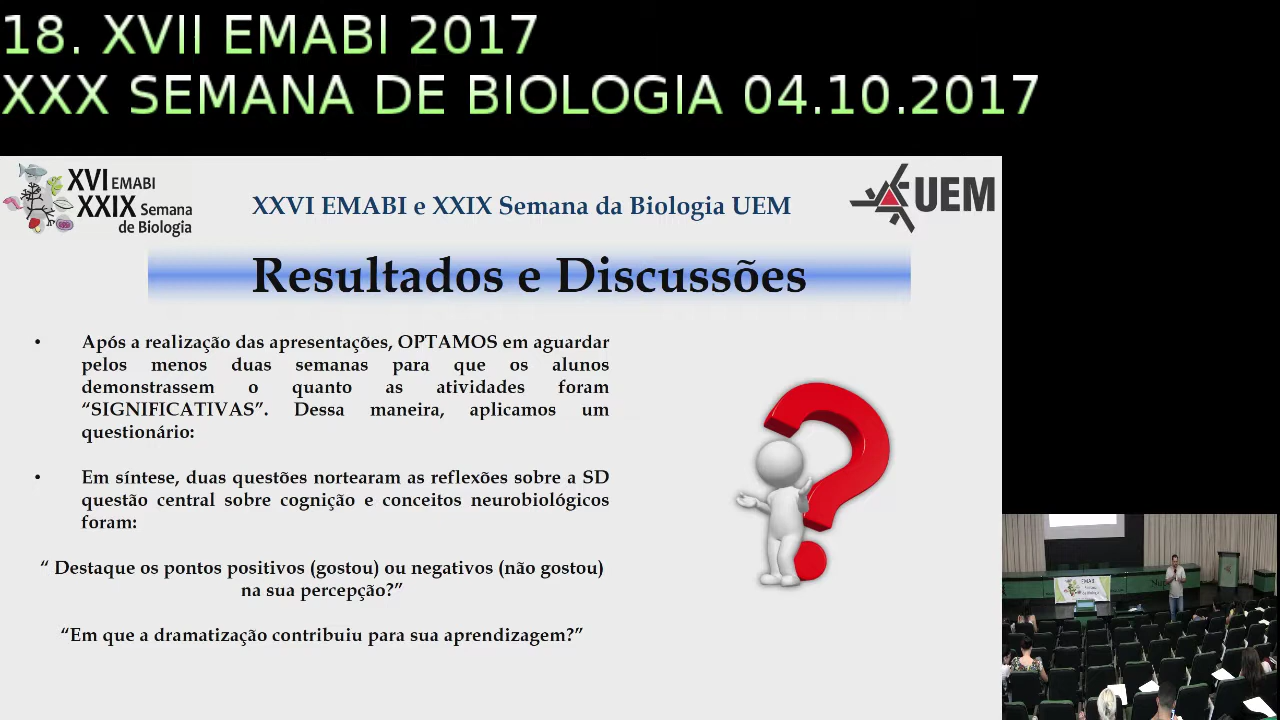 18. XVII EMABI 2017
XXX SEMANA DE BIOLOGIA 04.10.2017
XVI EMABI
XXIX Semana
de Biologia
XXVI EMABI e XXIX Semana da Biologia UEM
UEM
Resultados e Discussões
• Após a realização das apresentações, OPTAMOS em aguardar
pelos menos duas semanas para que os alunos
demonstrassem o quanto as atividades foram
“SIGNIFICATIVAS”. Dessa maneira, aplicamos um
questionário:
• Em síntese, duas questões nortearam as reflexões sobre a SD
questão central sobre cognição e conceitos neurobiológicos
foram:
“ Destaque os pontos positivos (gostou) ou negativos (não gostou)
na sua percepção?”
“Em que a dramatização contribuiu para sua aprendizagem?”
EMABI